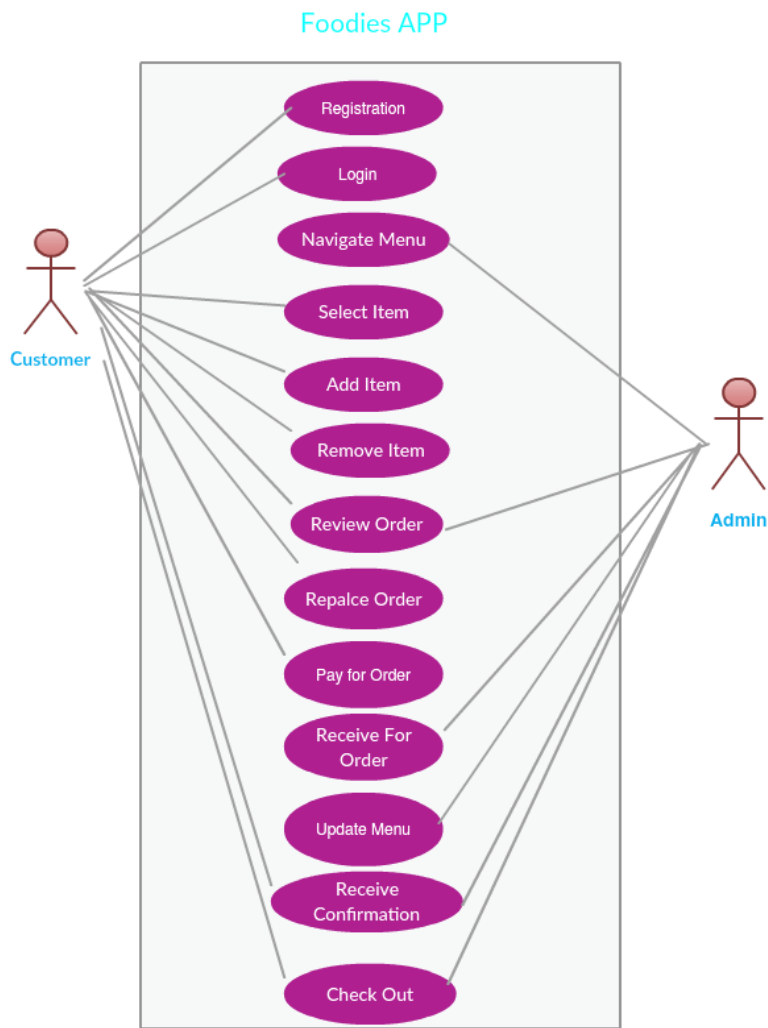 Foodies APP
Registration
Login
Navigate Menu
Select Item
Customer
Add Item
Remove Item
Review Order
Admin
Repalce Order
Pay for Order
Receive For
Order
Update Menu
Receive
Confirmation
Check Out